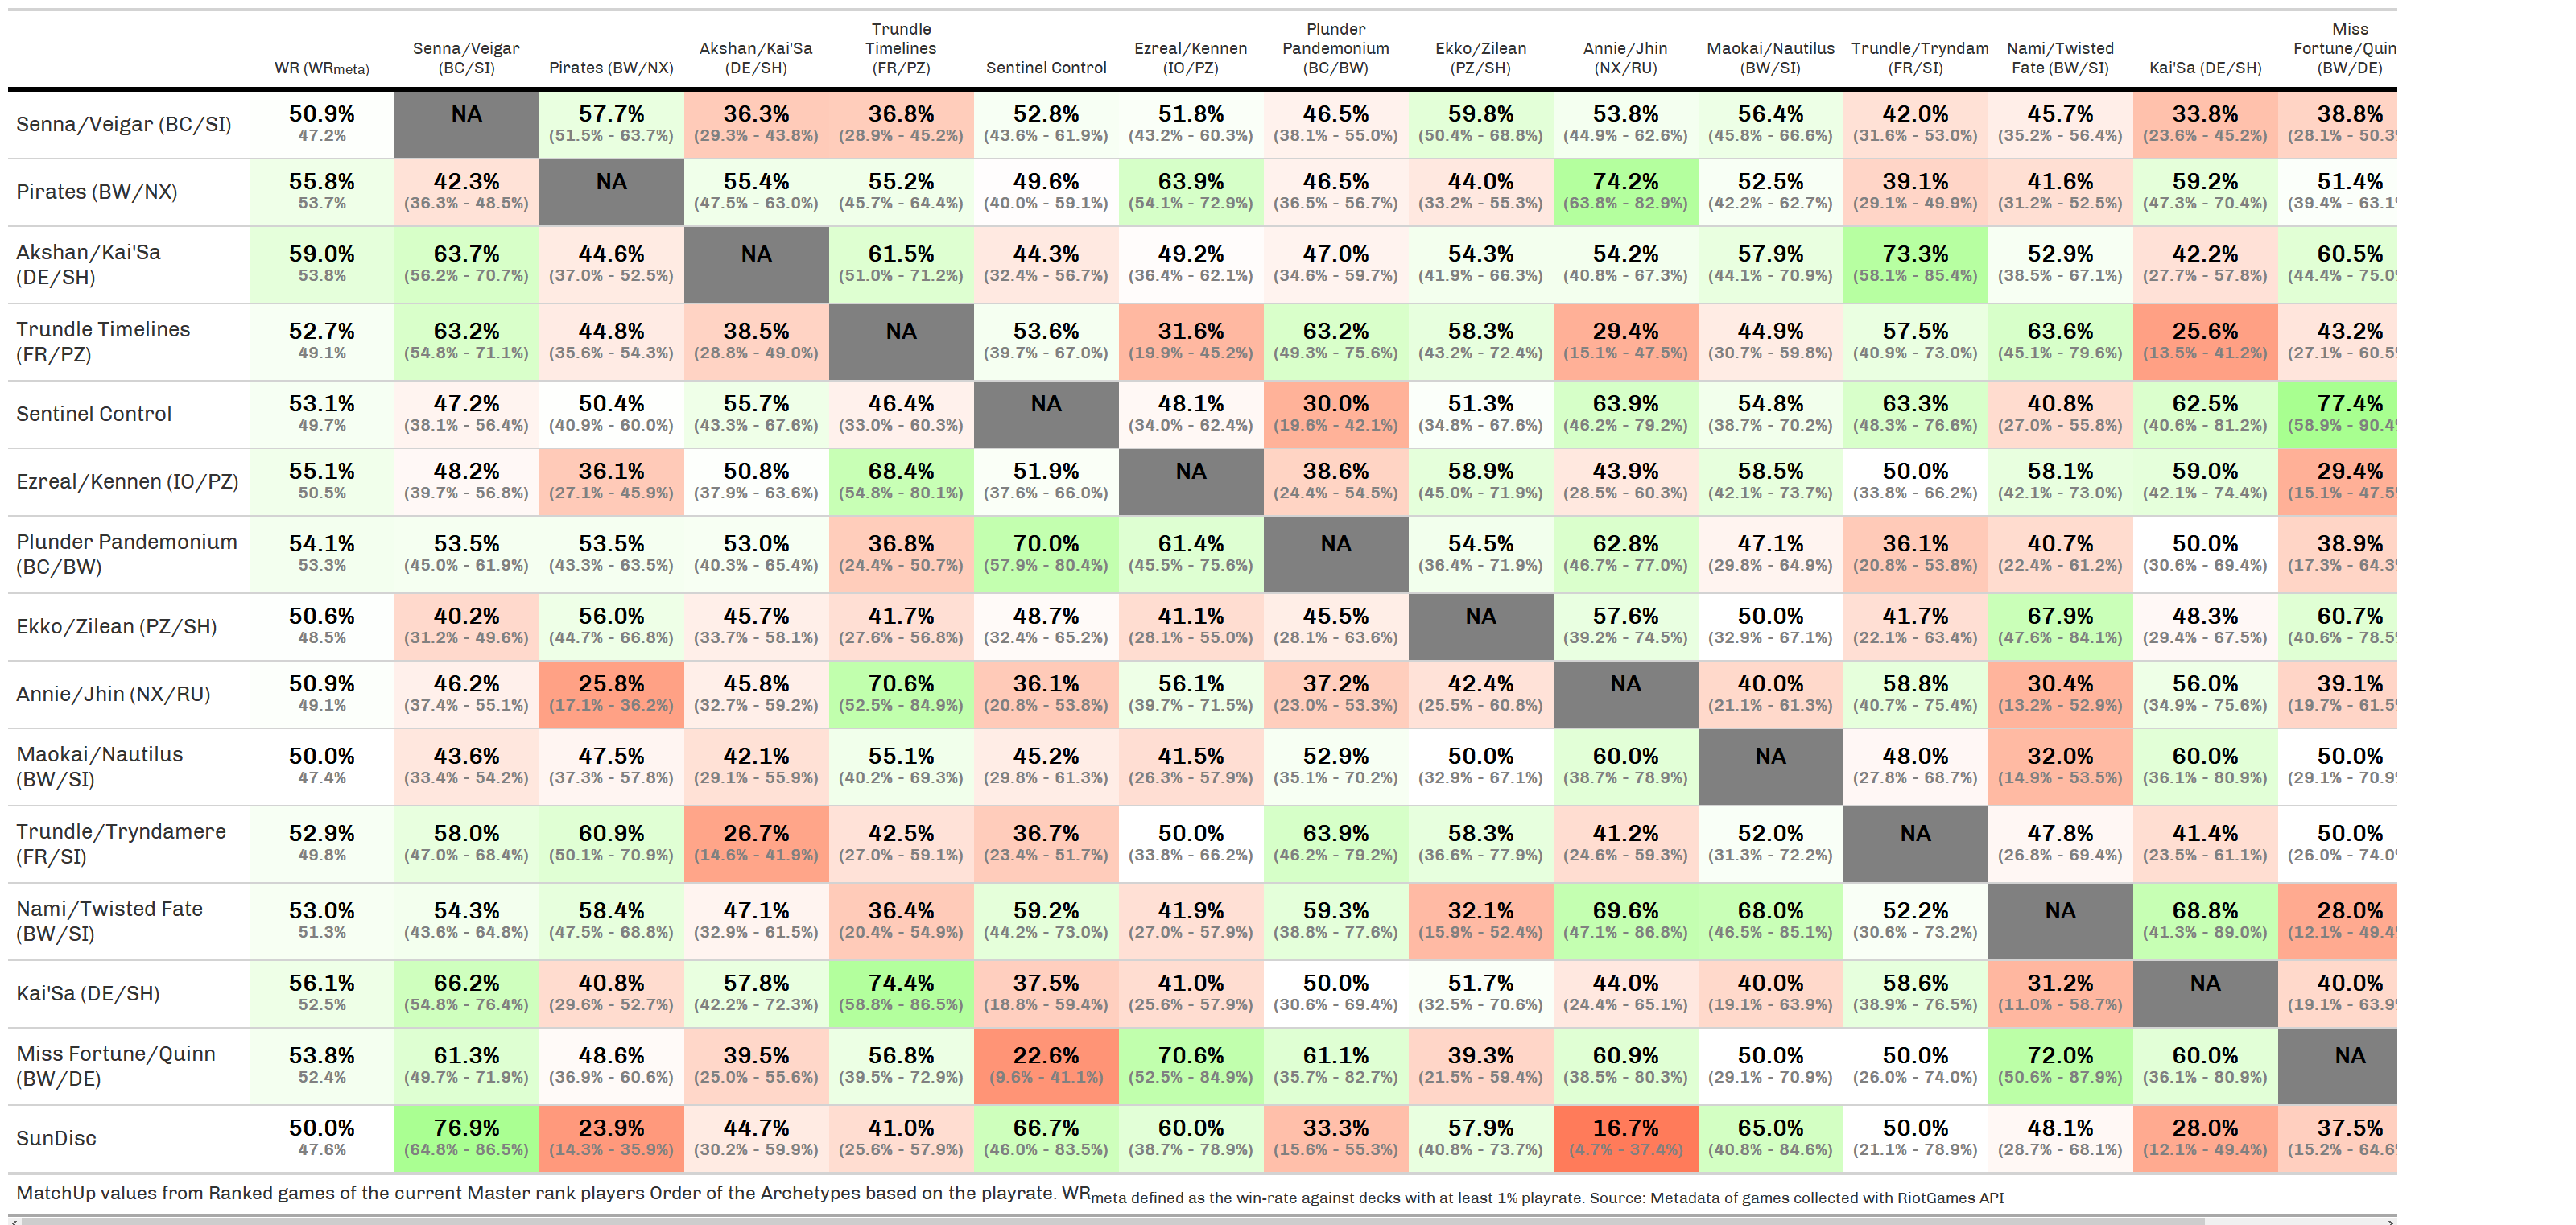 WR (WRmeta) Senna/Veigar (BC/SI) Pirates (BW/NX) Akshan/Kai'Sa (DE/SH) Trundle Timelines (FR/PZ) Sentinel Control Ezreal/Kennen (IO/PZ) Plunder Pandemonium (BC/BW) Ekko/Zilean (PZ/SH) Annie/Jhin (NX/RU) Maokai/Nautilus (BW/SI) Trundle/Tryndam (FR/SI) Nami/Twisted Fate (BW/SI) Kai'Sa (DE/SH) Miss Fortune/Quin (BW/DE)
Senna/Veigar (BC/SI) 50.9% NA 57.7% 36.3% 36.8% 52.8% 51.8% 46.5% 59.8% 53.8% 56.4% 42.0% 45.7% 33.8% 38.8%
47.2% (51.5% - 63.7%) (29.3% - 43.8%) (28.9% - 45.2%) (43.6% - 61.9%) (43.2% - 60.3%) (38.1% - 55.0%) (50.4% - 68.8%) (44.9% - 62.6%) (45.8% - 66.6%) (31.6% - 53.0%) (35.2% - 56.4%) (23.6% - 45.2%) (28.1% - 50.3
Pirates (BW/NX) 55.8% 42.3% NA 55.4% 55.2% 49.6% 63.9% 46.5% 44.0% 74.2% 52.5% 39.1% 41.6% 59.2% 51.4%
53.7% (36.3% - 48.5%) (47.5% - 63.0%) (45.7% - 64.4%) (40.0% - 59.1%) (54.1% - 72.9%) (36.5% - 56.7%) (33.2% - 55.3%) (63.8% - 82.9%) (42.2% - 62.7%) (29.1% - 49.9%) (31.2% - 52.5%) (47.3% - 70.4%) (39.4% - 63.1
Akshan/Kai'Sa (DE/SH) 59.0% 63.7% 44.6% NA 61.5% 44.3% 49.2% 47.0% 54.3% 54.2% 57.9% 73.3% 52.9% 42.2% 60.5%
53.8% (56.2% - 70.7%) (37.0% - 52.5%) (51.0% - 71.2%) (32.4% - 56.7%) (36.4% - 62.1%) (34.6% - 59.7%) (41.9% - 66.3%) (40.8% - 67.3%) (44.1% - 70.9%) (58.1% - 85.4%) (38.5% - 67.1%) (27.7% - 57.8%) (44.4% - 75.0
Trundle Timelines (FR/PZ) 52.7% 63.2% 44.8% 38.5% NA 53.6% 31.6% 63.2% 58.3% 29.4% 44.9% 57.5% 63.6% 25.6% 43.2%
49.1% (54.8% - 71.1%) (35.6% - 54.3%) (28.8% - 49.0%) (39.7% - 67.0%) (19.9% - 45.2%) (49.3% - 75.6%) (43.2% - 72.4%) (15.1% - 47.5%) (30.7% - 59.8%) (40.9% - 73.0%) (45.1% - 79.6%) (13.5% - 41.2%) (27.1% - 60.5
Sentinel Control 53.1% 47.2% 50.4% 55.7% 46.4% NA 48.1% 30.0% 51.3% 63.9% 54.8% 63.3% 40.8% 62.5% 77.4%
49.7% (38.1% - 56.4%) (40.9% - 60.0%) (43.3% - 67.6%) (33.0% - 60.3%) (34.0% - 62.4%) (19.6% - 42.1%) (34.8% - 67.6%) (46.2% - 79.2%) (38.7% - 70.2%) (48.3% - 76.6%) (27.0% - 55.8%) (40.6% - 81.2%) (58.9% - 90.4
Ezreal/Kennen (IO/PZ) 55.1% 48.2% 36.1% 50.8% 68.4% 51.9% NA 38.6% 58.9% 43.9% 58.5% 50.0% 58.1% 59.0% 29.4%
50.5% (39.7% - 56.8%) (27.1% - 45.9%) (37.9% - 63.6%) (54.8% - 80.1%) (37.6% - 66.0%) (24.4% - 54.5%) (45.0% - 71.9%) (28.5% - 60.3%) (42.1% - 73.7%) (33.8% - 66.2%) (42.1% - 73.0%) (42.1% - 74.4%) (15.1% - 47.5
Plunder Pandemonium (BC/BW) 54.1% 53.5% 53.5% 53.0% 36.8% 70.0% 61.4% NA 54.5% 62.8% 47.1% 36.1% 40.7% 50.0% 38.9%
53.3% (45.0% - 61.9%) (43.3% - 63.5%) (40.3% - 65.4%) (24.4% - 50.7%) (57.9% - 80.4%) (45.5% - 75.6%) (36.4% - 71.9%) (46.7% - 77.0%) (29.8% - 64.9%) (20.8% - 53.8%) (22.4% - 61.2%) (30.6% - 69.4%) (17.3% - 64.3
Ekko/Zilean (PZ/SH) 50.6% 40.2% 56.0% 45.7% 41.7% 48.7% 41.1% 45.5% NA 57.6% 50.0% 41.7% 67.9% 48.3% 60.7%
48.5% (31.2% - 49.6%) (44.7% - 66.8%) (33.7% - 58.1%) (27.6% - 56.8%) (32.4% - 65.2%) (28.1% - 55.0%) (28.1% - 63.6%) (39.2% - 74.5%) (32.9% - 67.1%) (22.1% - 63.4%) (47.6% - 84.1%) (29.4% - 67.5%) (40.6% - 78.5
Annie/Jhin (NX/RU) 50.9% 46.2% 25.8% 45.8% 70.6% 36.1% 56.1% 37.2% 42.4% NA 40.0% 58.8% 30.4% 56.0% 39.1%
49.1% (37.4% - 55.1%) (17.1% - 36.2%) (32.7% - 59.2%) (52.5% - 84.9%) (20.8% - 53.8%) (39.7% - 71.5%) (23.0% - 53.3%) (25.5% - 60.8%) (21.1% - 61.3%) (40.7% - 75.4%) (13.2% - 52.9%) (34.9% - 75.6%) (19.7% - 61.5
Maokai/Nautilus (BW/SI) 50.0% 43.6% 47.5% 42.1% 55.1% 45.2% 41.5% 52.9% 50.0% 60.0% NA 48.0% 32.0% 60.0% 50.0%
47.4% (33.4% - 54.2%) (37.3% - 57.8%) (29.1% - 55.9%) (40.2% - 69.3%) (29.8% - 61.3%) (26.3% - 57.9%) (35.1% - 70.2%) (32.9% - 67.1%) (38.7% - 78.9%) (27.8% - 68.7%) (14.9% - 53.5%) (36.1% - 80.9%) (29.1% - 70.9
Trundle/Tryndamere (FR/SI) 52.9% 58.0% 60.9% 26.7% 42.5% 36.7% 50.0% 63.9% 58.3% 41.2% 52.0% NA 47.8% 41.4% 50.0%
49.8% (47.0% - 68.4%) (50.1% - 70.9%) (14.6% - 41.9%) (27.0% - 59.1%) (23.4% - 51.7%) (33.8% - 66.2%) (46.2% - 79.2%) (36.6% - 77.9%) (24.6% - 59.3%) (31.3% - 72.2%) (26.8% - 69.4%) (23.5% - 61.1%) (26.0% - 74.0
Nami/Twisted Fate (BW/SI) 53.0% 54.3% 58.4% 47.1% 36.4% 59.2% 41.9% 59.3% 32.1% 69.6% 68.0% 52.2% NA 68.8% 28.0%
51.3% (43.6% - 64.8%) (47.5% - 68.8%) (32.9% - 61.5%) (20.4% - 54.9%) (44.2% - 73.0%) (27.0% - 57.9%) (38.8% - 77.6%) (15.9% - 52.4%) (47.1% - 86.8%) (46.5% - 85.1%) (30.6% - 73.2%) (41.3% - 89.0%) (12.1% - 49.4
Kai'Sa (DE/SH) 56.1% 66.2% 40.8% 57.8% 74.4% 37.5% 41.0% 50.0% 51.7% 44.0% 40.0% 58.6% 31.2% NA 40.0%
52.5% (54.8% - 76.4%) (29.6% - 52.7%) (42.2% - 72.3%) (58.8% - 86.5%) (18.8% - 59.4%) (25.6% - 57.9%) (30.6% - 69.4%) (32.5% - 70.6%) (24.4% - 65.1%) (19.1% - 63.9%) (38.9% - 76.5%) (11.0% - 58.7%) (19.1% - 63.9
Miss Fortune/Quinn (BW/DE) 53.8% 61.3% 48.6% 39.5% 56.8% 22.6% 70.6% 61.1% 39.3% 60.9% 50.0% 50.0% 72.0% 60.0% NA
52.4% (49.7% - 71.9%) (36.9% - 60.6%) (25.0% - 55.6%) (39.5% - 72.9%) (9.6% - 41.1%) (52.5% - 84.9%) (35.7% - 82.7%) (21.5% - 59.4%) (38.5% - 80.3%) (29.1% - 70.9%) (26.0% - 74.0%) (50.6% - 87.9%) (36.1% - 80.9%)
SunDisc 50.0% 76.9% 23.9% 44.7% 41.0% 66.7% 60.0% 33.3% 57.9% 16.7% 65.0% 50.0% 48.1% 28.0% 37.5%
47.6% (64.8% - 86.5%) (14.3% - 35.9%) (30.2% - 59.9%) (25.6% - 57.9%) (46.0% - 83.5%) (38.7% - 78.9%) (15.6% - 55.3%) (40.8% - 73.7%) (4.7% - 37.4%) (40.8% - 84.6%) (21.1% - 78.9%) (28.7% - 68.1%) (12.1% - 49.4%) (15.2% - 64.6
MatchUp values from Ranked games of the current Master rank players Order of the Archetypes based on the playrate. WRmeta defined as the win-rate against decks with at least 1% playrate. Source: Metadata of games collected with RiotGames API